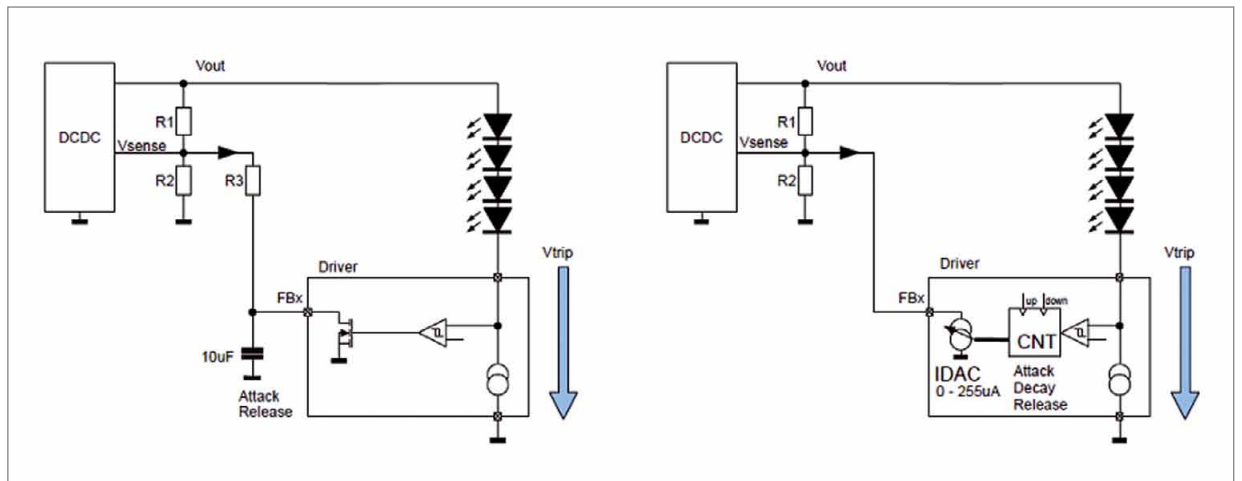 Vout
DCDC
R1
Vsense
R2
R3
Vtrip
Driver
FBx
10uF
Attack
Release
Vout
DCDC
R1
Vsense
R2
Vtrip
Driver
FBx
up down
CNT
IDAC
0 - 255uA
Attack
Decay
Release